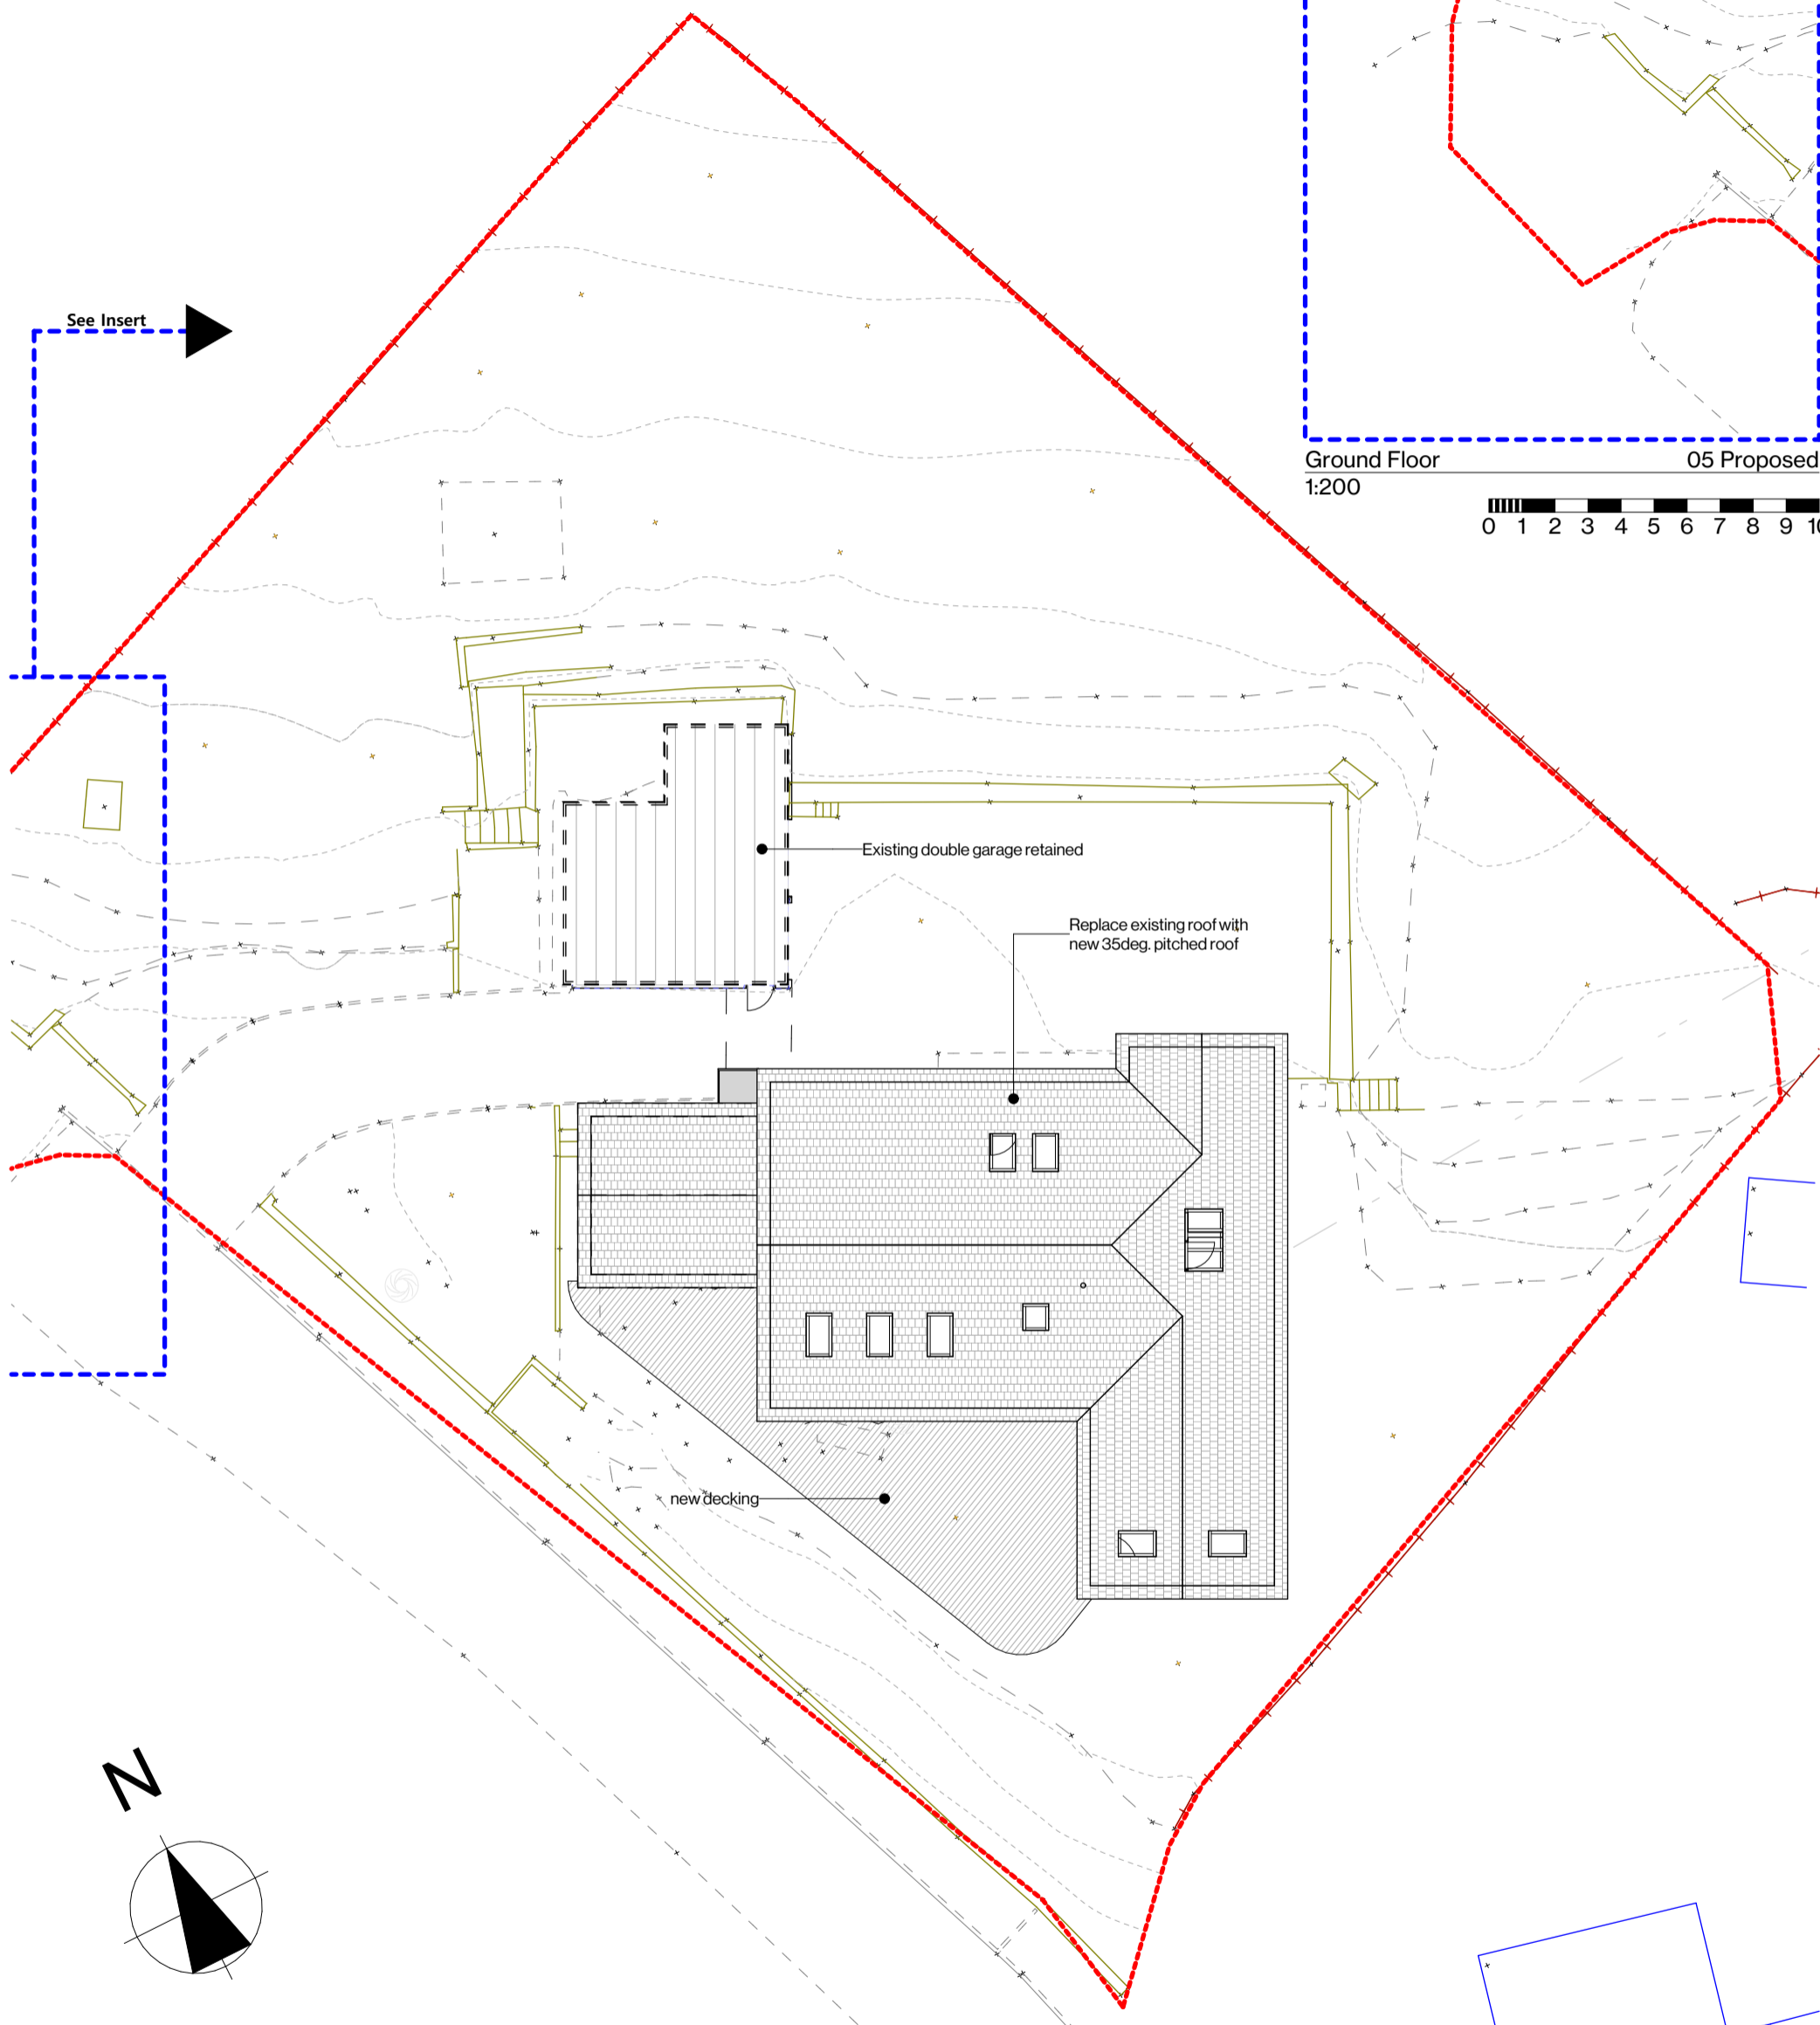 See Insert
Ground Floor 05 Proposed
1:200
0 1 2 3 4 5 6 7 8 9
Existing double garage retained
Replace existing roof with
new 35deg. pitched roof
new decking
N